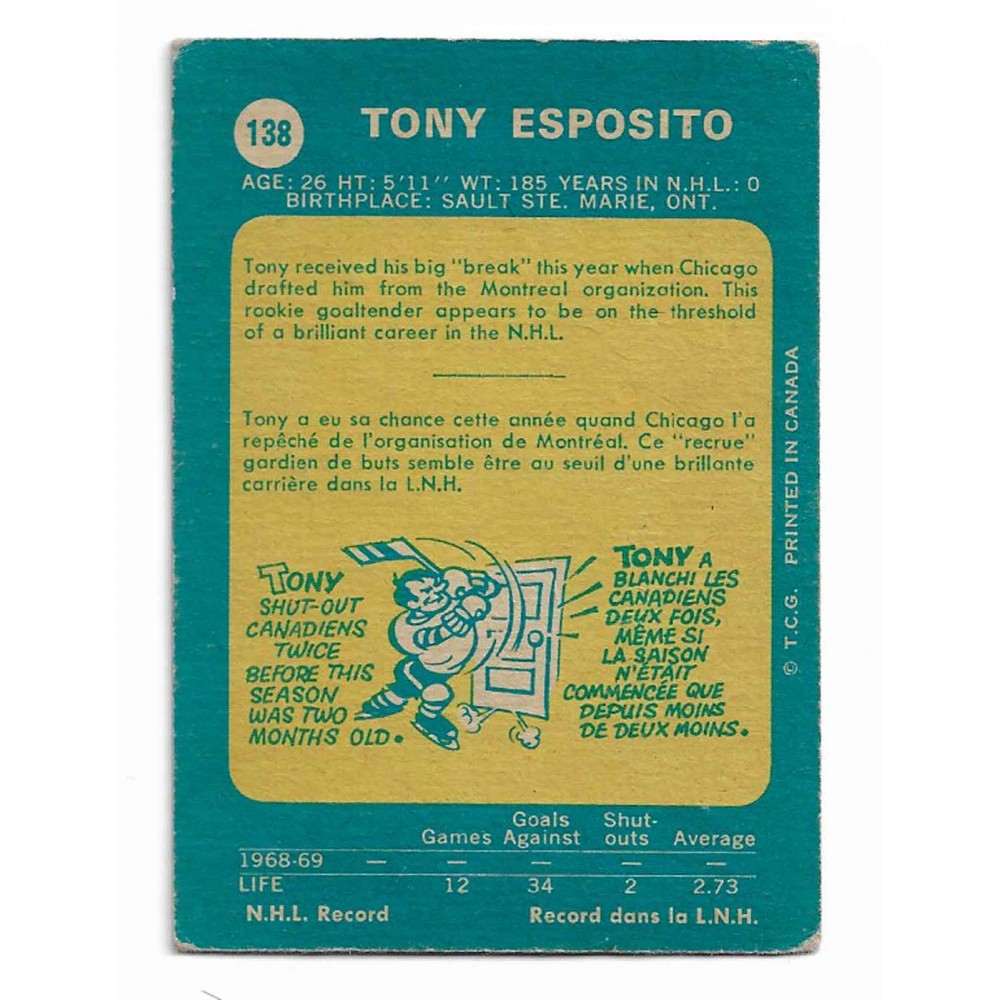 138
TONY ESPOSITO
AGE: 26 HT: 5'11'' WT: 185 YEARS IN N.H.L.: 0
BIRTHPLACE: SAULT STE. MARIE, ONT.
Tony received his big "break" this year when Chicago
drafted him from the Montreal organization. This
rookie goaltender appears to be on the threshold
of a brilliant career in the N.H.L.
Tony a eu sa chance cette année quand Chicago l'a
repêché de l'organisation de Montréal. Ce "recrue"
gardien de buts semble être au seuil d'une brillante
carrière dans la L.N.H.
TONY
SHUT-OUT
CANADIENS
TWICE
BEFORE THIS
SEASON
WAS TWO
MONTHS OLD.
TONY A
BLANCHI LES
CANADIENS
DEUX FOIS,
MÊME SI
LA SAISON
N'ÉTAIT
COMMENCÉE QUE
DEPUIS MOINS
DE DEUX MOINS.
© T.C.G. PRINTED IN CANADA
Games Goals Against Shut-outs Average
1968-69 — — — — —
LIFE 12 34 2 2.73
N.H.L. Record Record dans la L.N.H.